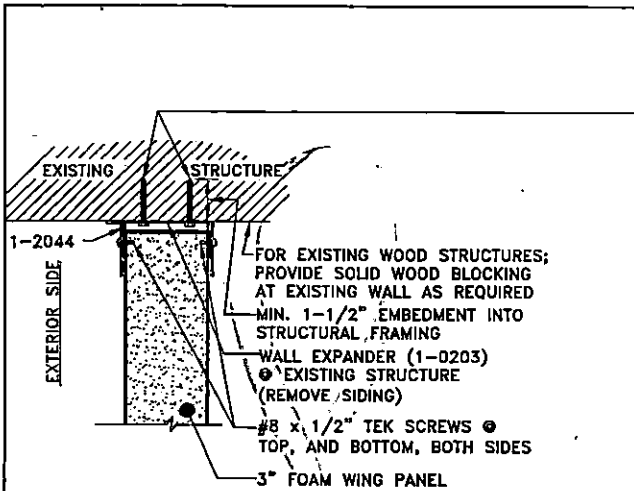 EXISTING STRUCTURE
1-2044
EXTERIOR SIDE
FOR EXISTING WOOD STRUCTURES;
PROVIDE SOLID WOOD BLOCKING
AT EXISTING WALL AS REQUIRED
MIN. 1-1/2" EMBEDMENT INTO
STRUCTURAL FRAMING
WALL EXPANDER (1-0203)
@ EXISTING STRUCTURE
(REMOVE SIDING)
#8 x 1/2" TEK SCREWS @
TOP, AND BOTTOM, BOTH SIDES
3" FOAM WING PANEL